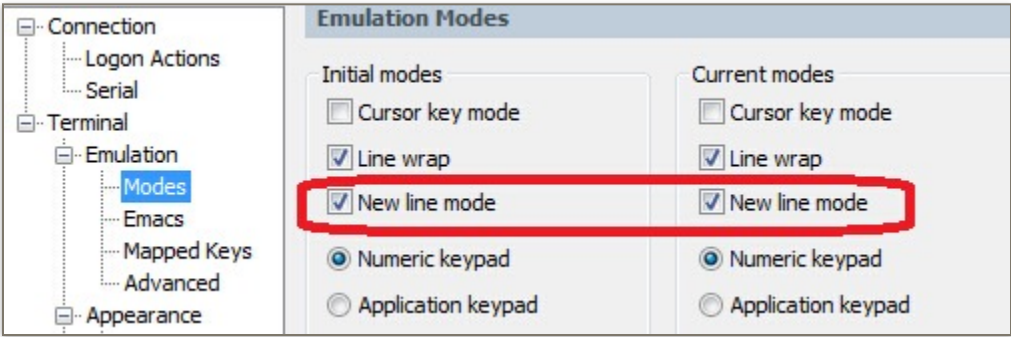 Connection
Logon Actions
Serial
Terminal
Emulation
Modes
Emacs
Mapped Keys
Advanced
Appearance
Emulation Modes
Initial modes
Cursor key mode
Line wrap
New line mode
Numeric keypad
Application keypad
Current modes
Cursor key mode
Line wrap
New line mode
Numeric keypad
Application keypad